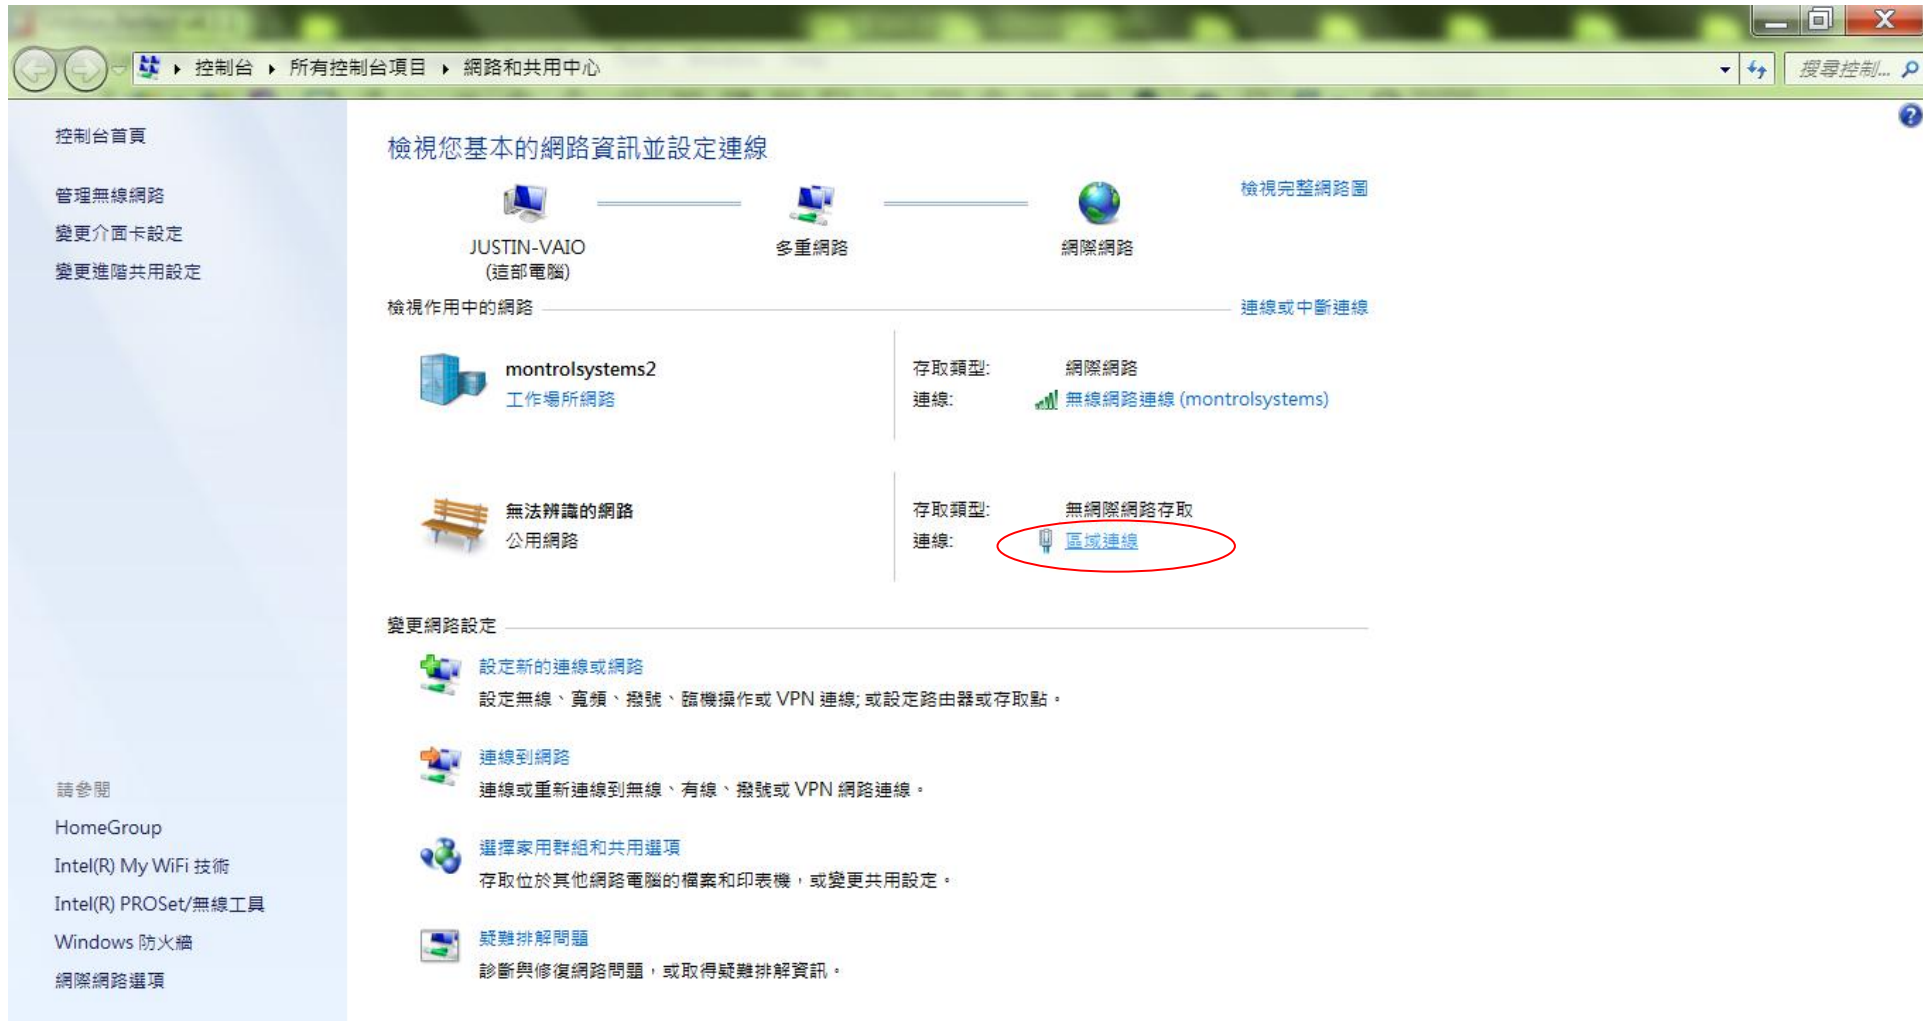 控制台 ▸ 所有控制台項目 ▸ 網路和共用中心
搜尋控制...
控制台首頁
管理無線網路
變更介面卡設定
變更進階共用設定
檢視您基本的網路資訊並設定連線
檢視完整網路圖
JUSTIN-VAIO
(這部電腦)
多重網路
網際網路
檢視作用中的網路
連線或中斷連線
montrolsystems2
工作場所網路
存取類型: 網際網路
連線: 無線網路連線 (montrolsystems)
無法辨識的網路
公用網路
存取類型: 無網際網路存取
連線: 區域連線
變更網路設定
設定新的連線或網路
設定無線、寬頻、撥號、臨機操作或 VPN 連線; 或設定路由器或存取點。
連線到網路
連線或重新連線到無線、有線、撥號或 VPN 網路連線。
選擇家用群組和共用選項
存取位於其他網路電腦的檔案和印表機，或變更共用設定。
疑難排解問題
診斷與修復網路問題，或取得疑難排解資訊。
請參閱
HomeGroup
Intel(R) My WiFi 技術
Intel(R) PROSet/無線工具
Windows 防火牆
網際網路選項